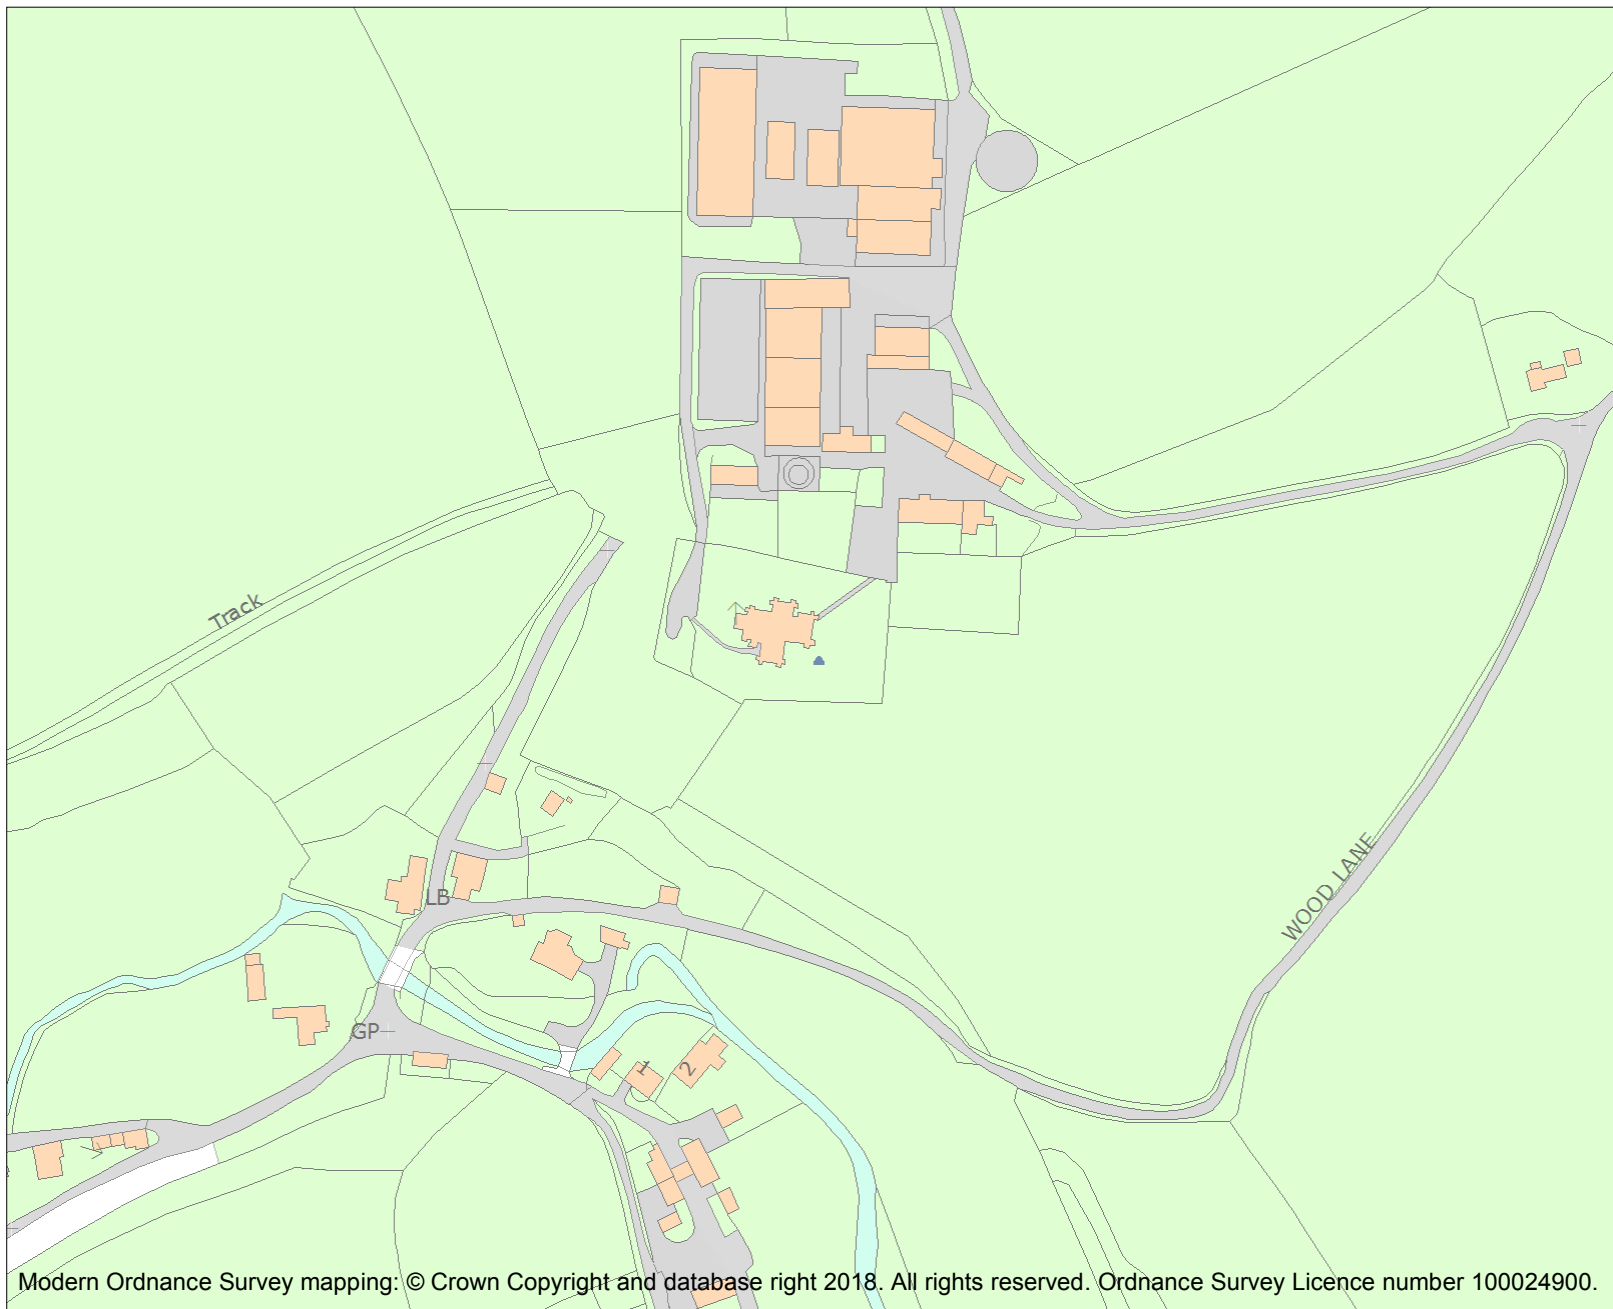 Track
WOOD LANE
LB
GP
1
2
Modern Ordnance Survey mapping: © Crown Copyright and database right 2018. All rights reserved. Ordnance Survey Licence number 100024900.